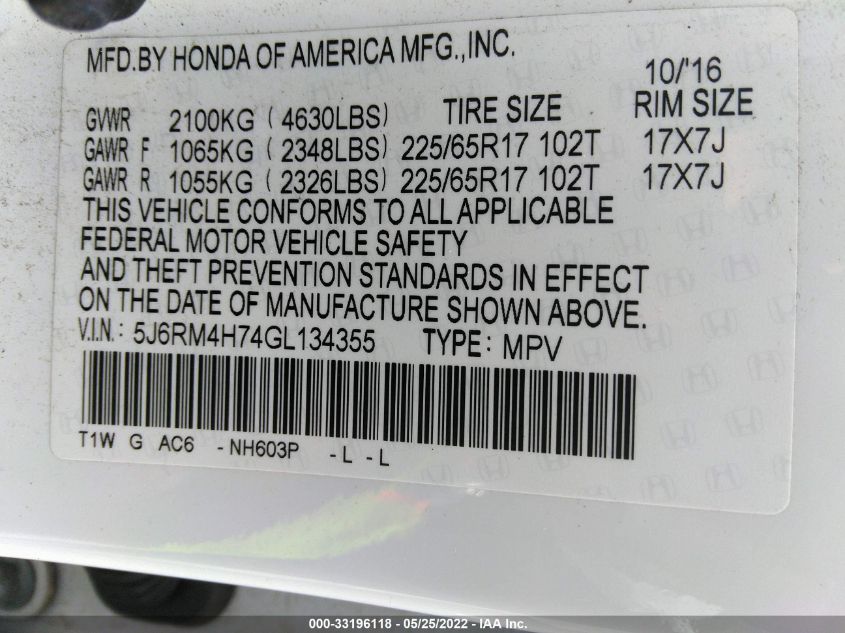 MFD.BY HONDA OF AMERICA MFG.,INC.
10/'16
GVWR 2100KG (4630LBS) TIRE SIZE RIM SIZE
GAWR F 1065KG (2348LBS) 225/65R17 102T 17X7J
GAWR R 1055KG (2326LBS) 225/65R17 102T 17X7J
THIS VEHICLE CONFORMS TO ALL APPLICABLE
FEDERAL MOTOR VEHICLE SAFETY
AND THEFT PREVENTION STANDARDS IN EFFECT
ON THE DATE OF MANUFACTURE SHOWN ABOVE.
V.I.N.: 5J6RM4H74GL134355 TYPE: MPV
T1W G AC6 -NH603P -L -L
000-33196118 - 05/25/2022 - IAA Inc.